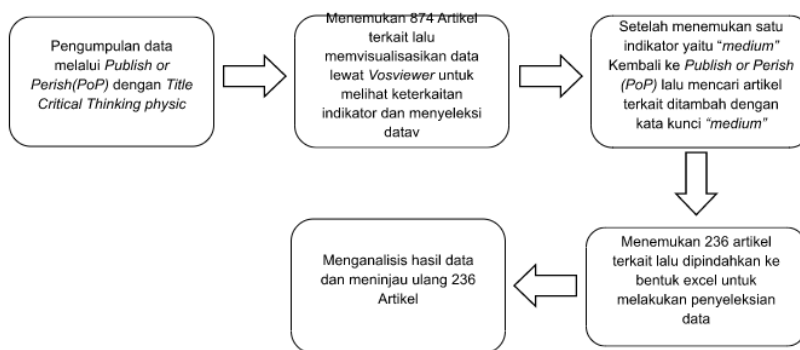 Pengumpulan data
melalui Publish or
Perish(PoP) dengan Title
Critical Thinking physic
Menemukan 874 Artikel
terkait lalu
memvisualisasikan data
lewat Vosviewer untuk
melihat keterkaitan
indikator dan menyeleksi
datav
Setelah menemukan satu
indikator yaitu “medium”
Kembali ke Publish or Perish
(PoP) lalu mencari artikel
terkait ditambah dengan
kata kunci “medium”
Menemukan 236 artikel
terkait lalu dipindahkan ke
bentuk excel untuk
melakukan penyeleksian
data
Menganalisis hasil data
dan meninjau ulang 236
Artikel